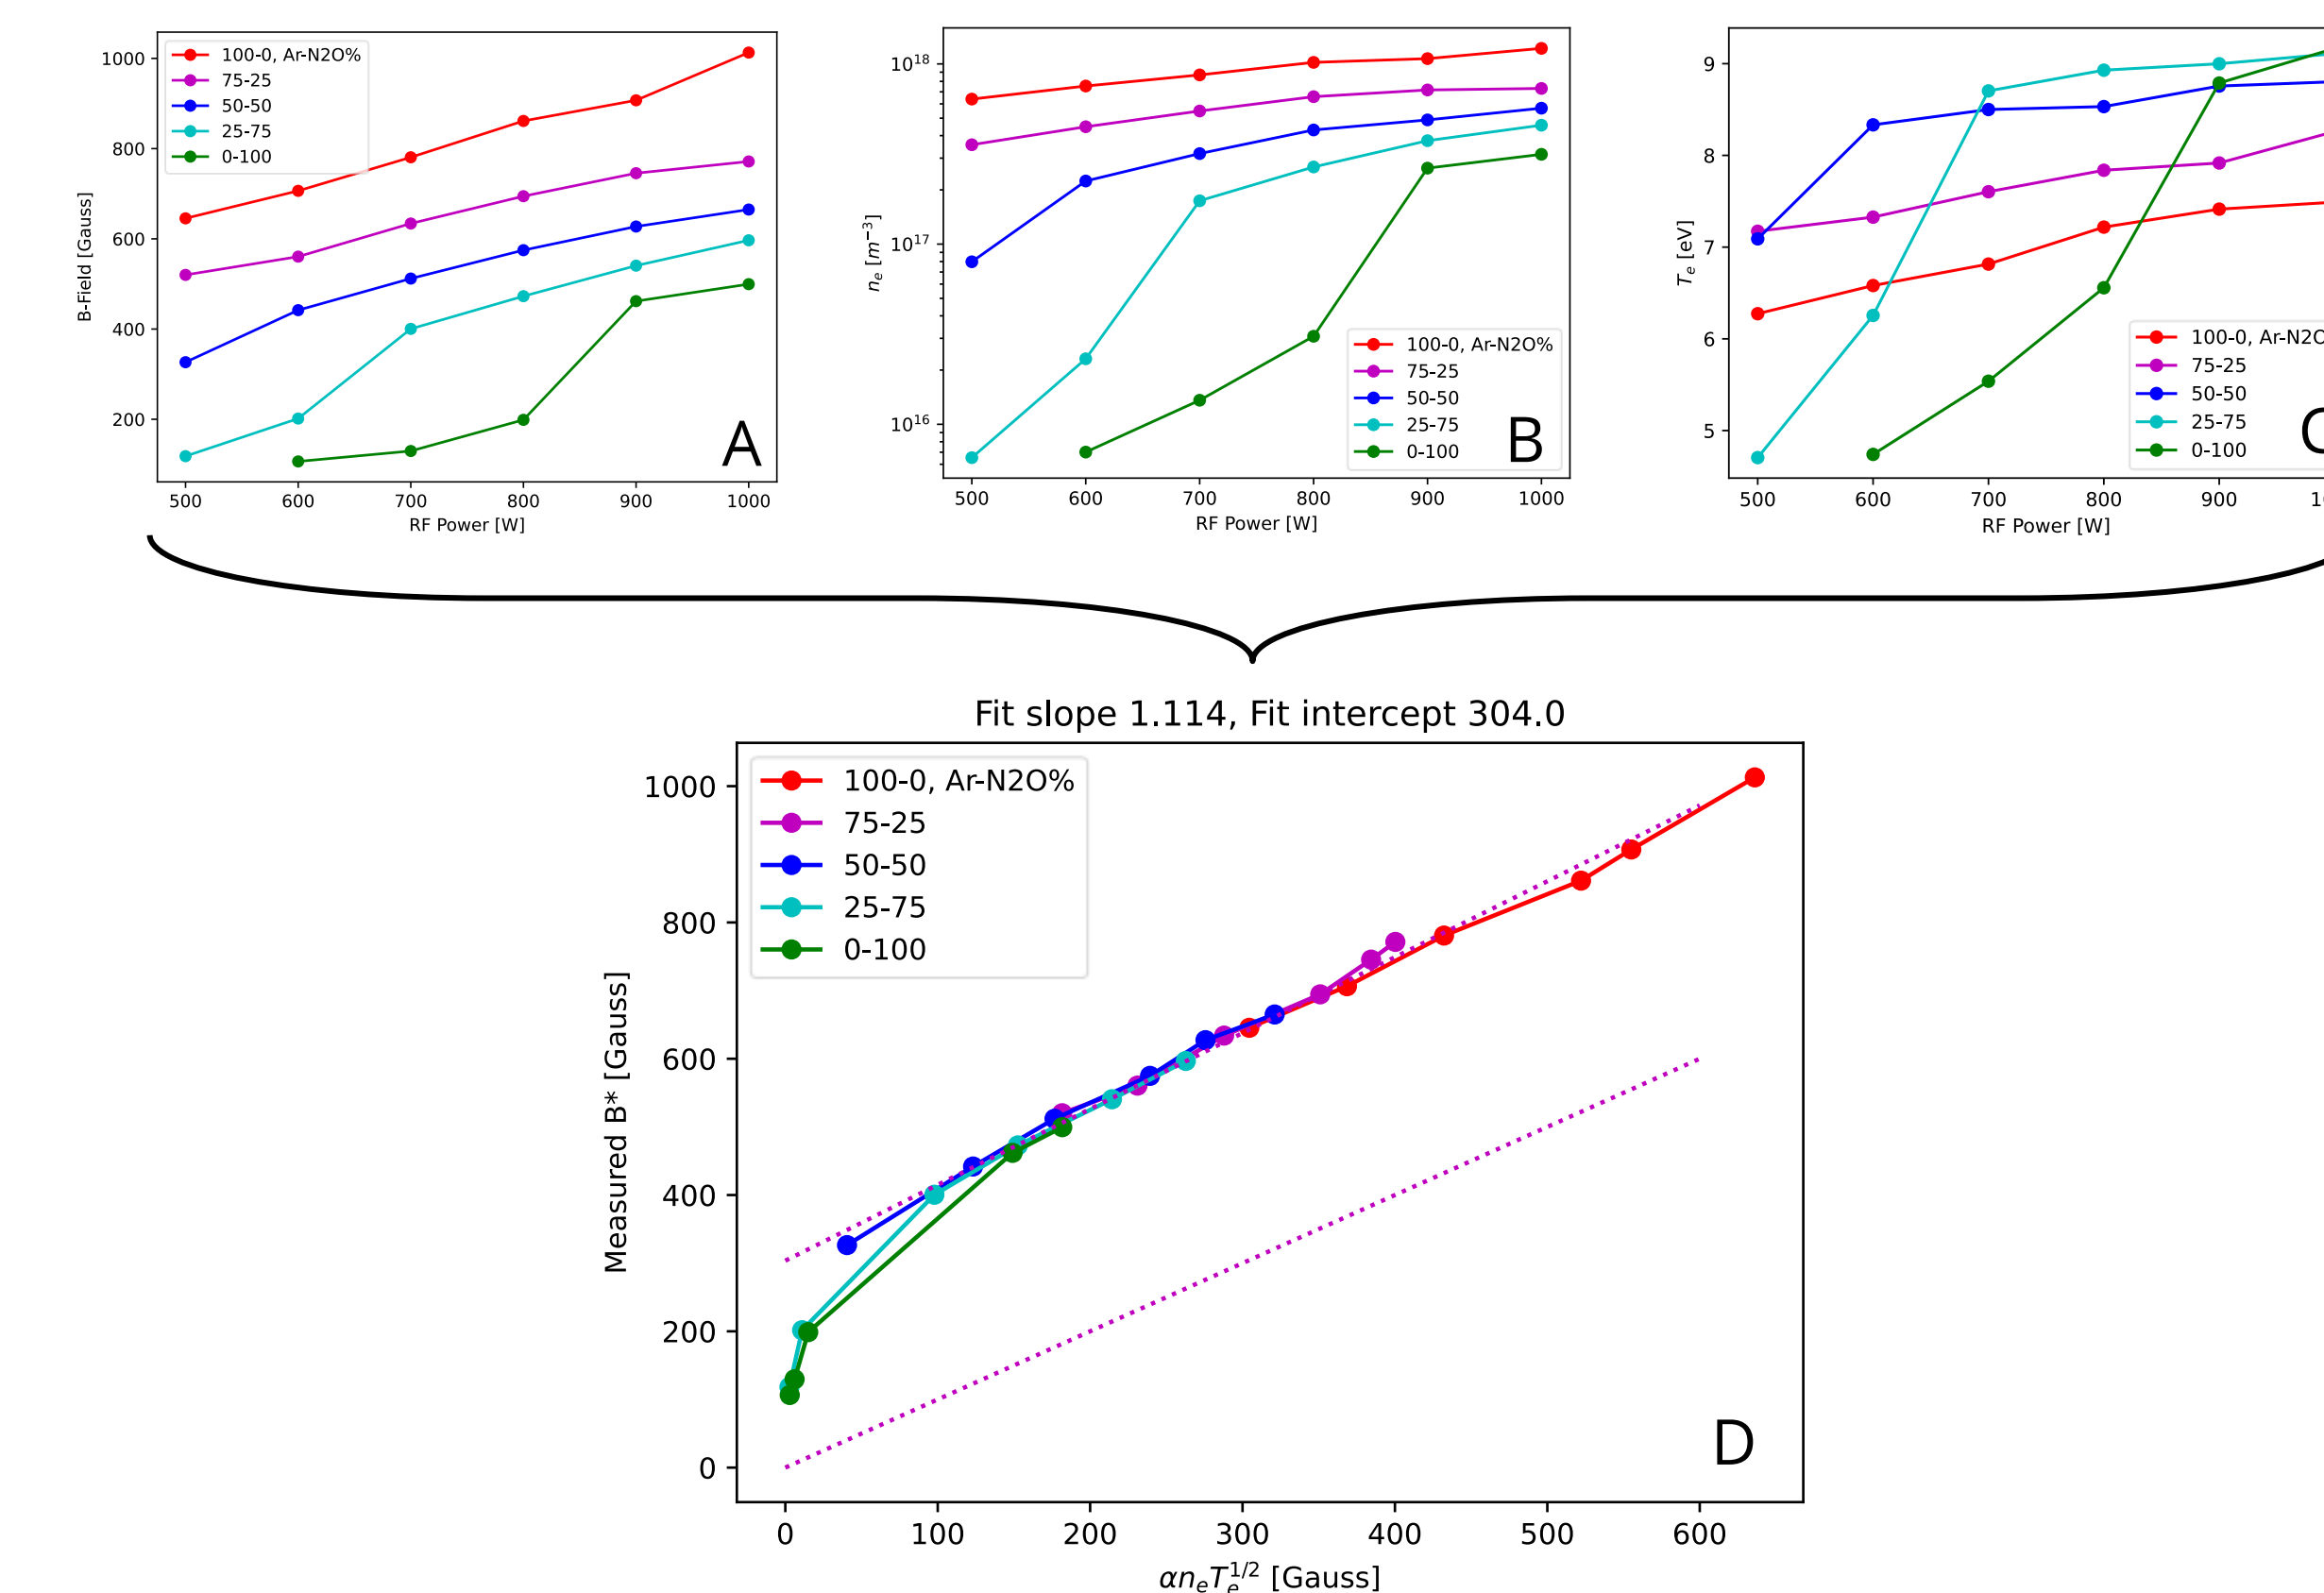 1000
800
600
400
200
B-Field [Gauss]
100-0, Ar-N2O%
75-25
50-50
25-75
0-100
A
500 600 700 800 900 1000
RF Power [W]
10^18
10^17
10^16
n_e [m^-3]
100-0, Ar-N2O%
75-25
50-50
25-75
0-100
B
500 600 700 800 900 1000
RF Power [W]
9
8
7
6
5
T_e [eV]
75-25
50-50
25-75
0-100
500 600 700 800 900
RF Power [W]
Fit slope 1.114, Fit intercept 304.0
1000
800
600
400
200
0
Measured B* [Gauss]
100-0, Ar-N2O%
75-25
50-50
25-75
0-100
D
0 100 200 300 400 500 600
αn_eT_e^1/2 [Gauss]